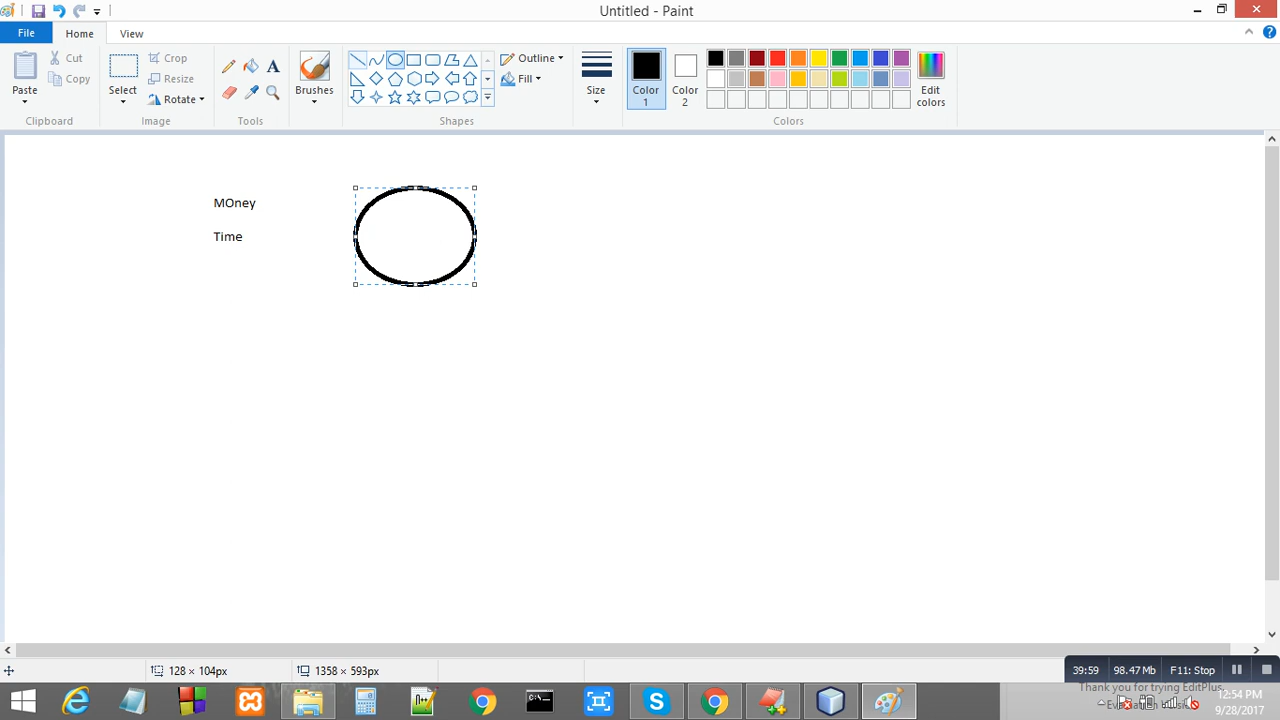 Untitled - Paint
File
Home
View
Paste
Cut
Copy
Clipboard
Select
Crop
Resize
Rotate
Image
A
Tools
Brushes
Outline
Fill
Shapes
Size
Color 1
Color 2
Edit colors
Colors
MOney
Time
128 × 104px
1358 × 593px
39:59
98.47 Mb
F11: Stop
Thank you for trying EditPlus.
12:54 PM
9/28/2017